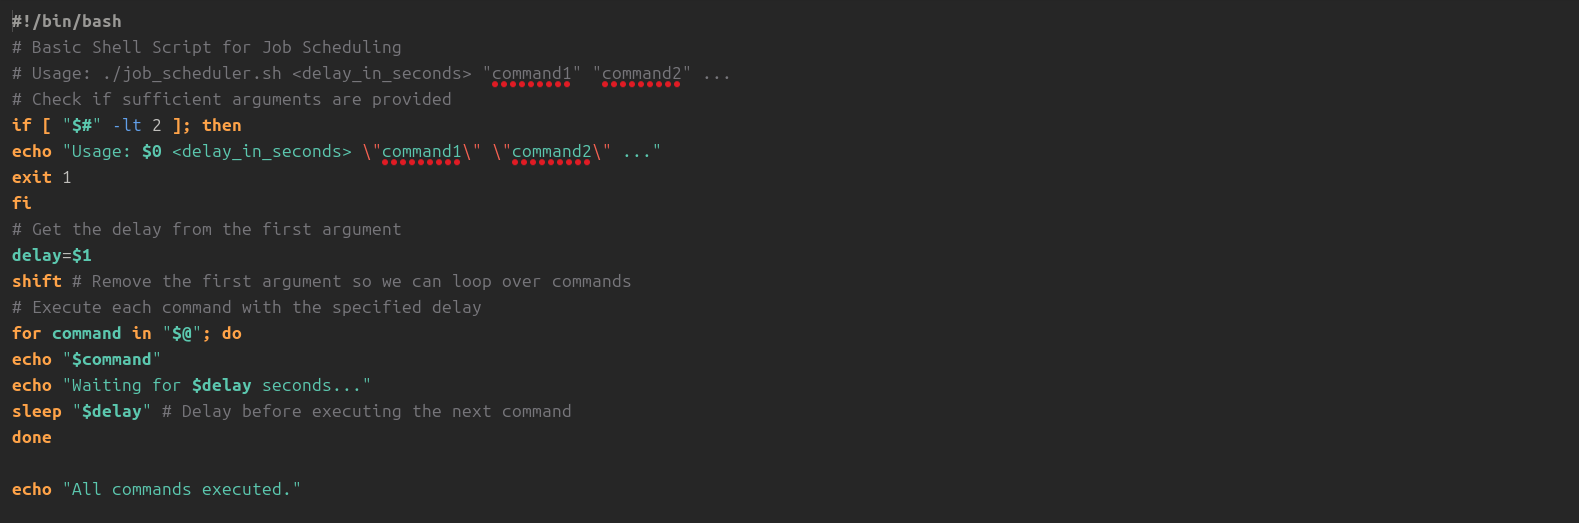 #!/bin/bash
# Basic Shell Script for Job Scheduling
# Usage: ./job_scheduler.sh <delay_in_seconds> "command1" "command2" ...
# Check if sufficient arguments are provided
if [ "$#" -lt 2 ]; then
echo "Usage: $0 <delay_in_seconds> \"command1\" \"command2\" ..."
exit 1
fi
# Get the delay from the first argument
delay=$1
shift # Remove the first argument so we can loop over commands
# Execute each command with the specified delay
for command in "$@"; do
echo "$command"
echo "Waiting for $delay seconds..."
sleep "$delay" # Delay before executing the next command
done

echo "All commands executed."